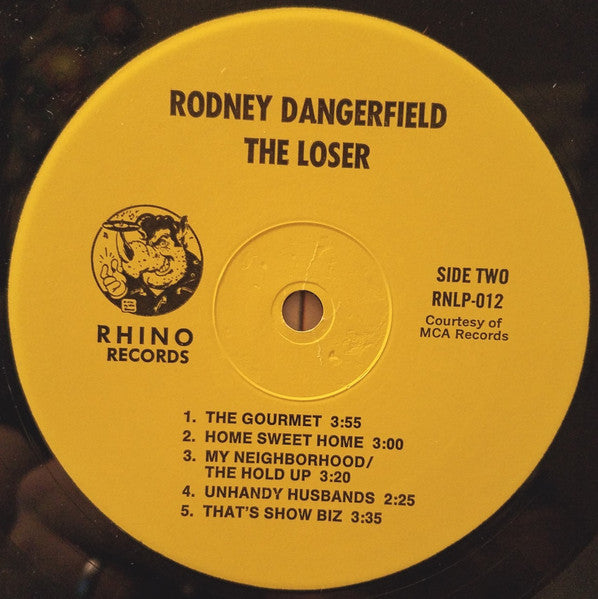 RODNEY DANGERFIELD
THE LOSER
RHINO
RECORDS
SIDE TWO
RNLP-012
Courtesy of
MCA Records
1. THE GOURMET 3:55
2. HOME SWEET HOME 3:00
3. MY NEIGHBORHOOD/
THE HOLD UP 3:20
4. UNHANDY HUSBANDS 2:25
5. THAT'S SHOW BIZ 3:35